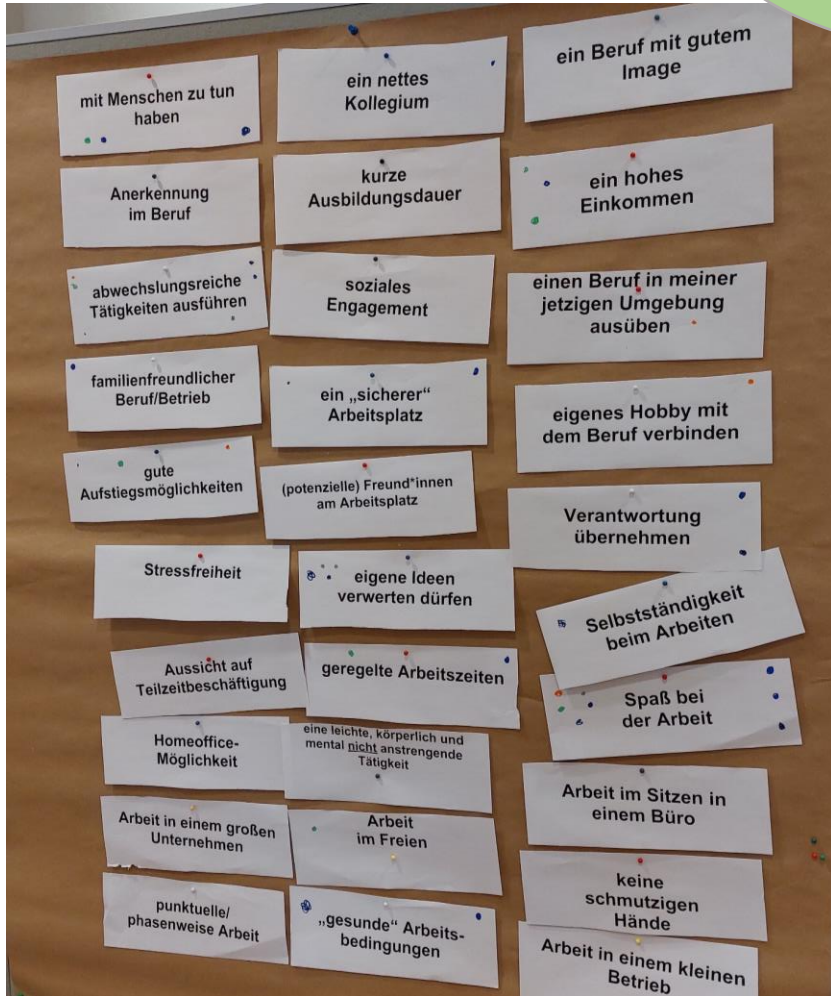 mit Menschen zu tun
haben
Anerkennung
im Beruf
abwechslungsreiche
Tätigkeiten ausführen
familienfreundlicher
Beruf/Betrieb
gute
Aufstiegsmöglichkeiten
Stressfreiheit
Aussicht auf
Teilzeitbeschäftigung
Homeoffice-
Möglichkeit
Arbeit in einem großen
Unternehmen
punktuelle/
phasenweise Arbeit
ein nettes
Kollegium
kurze
Ausbildungsdauer
soziales
Engagement
ein „sicherer“
Arbeitsplatz
(potenzielle) Freund*innen
am Arbeitsplatz
eigene Ideen
verwerten dürfen
geregelte Arbeitszeiten
eine leichte, körperlich und
mental nicht anstrengende
Tätigkeit
Arbeit
im Freien
„gesunde“ Arbeits-
bedingungen
ein Beruf mit gutem
Image
ein hohes
Einkommen
einen Beruf in meiner
jetzigen Umgebung
ausüben
eigenes Hobby mit
dem Beruf verbinden
Verantwortung
übernehmen
Selbstständigkeit
beim Arbeiten
Spaß bei
der Arbeit
Arbeit im Sitzen in
einem Büro
keine
schmutzigen
Hände
Arbeit in einem kleinen
Betrieb